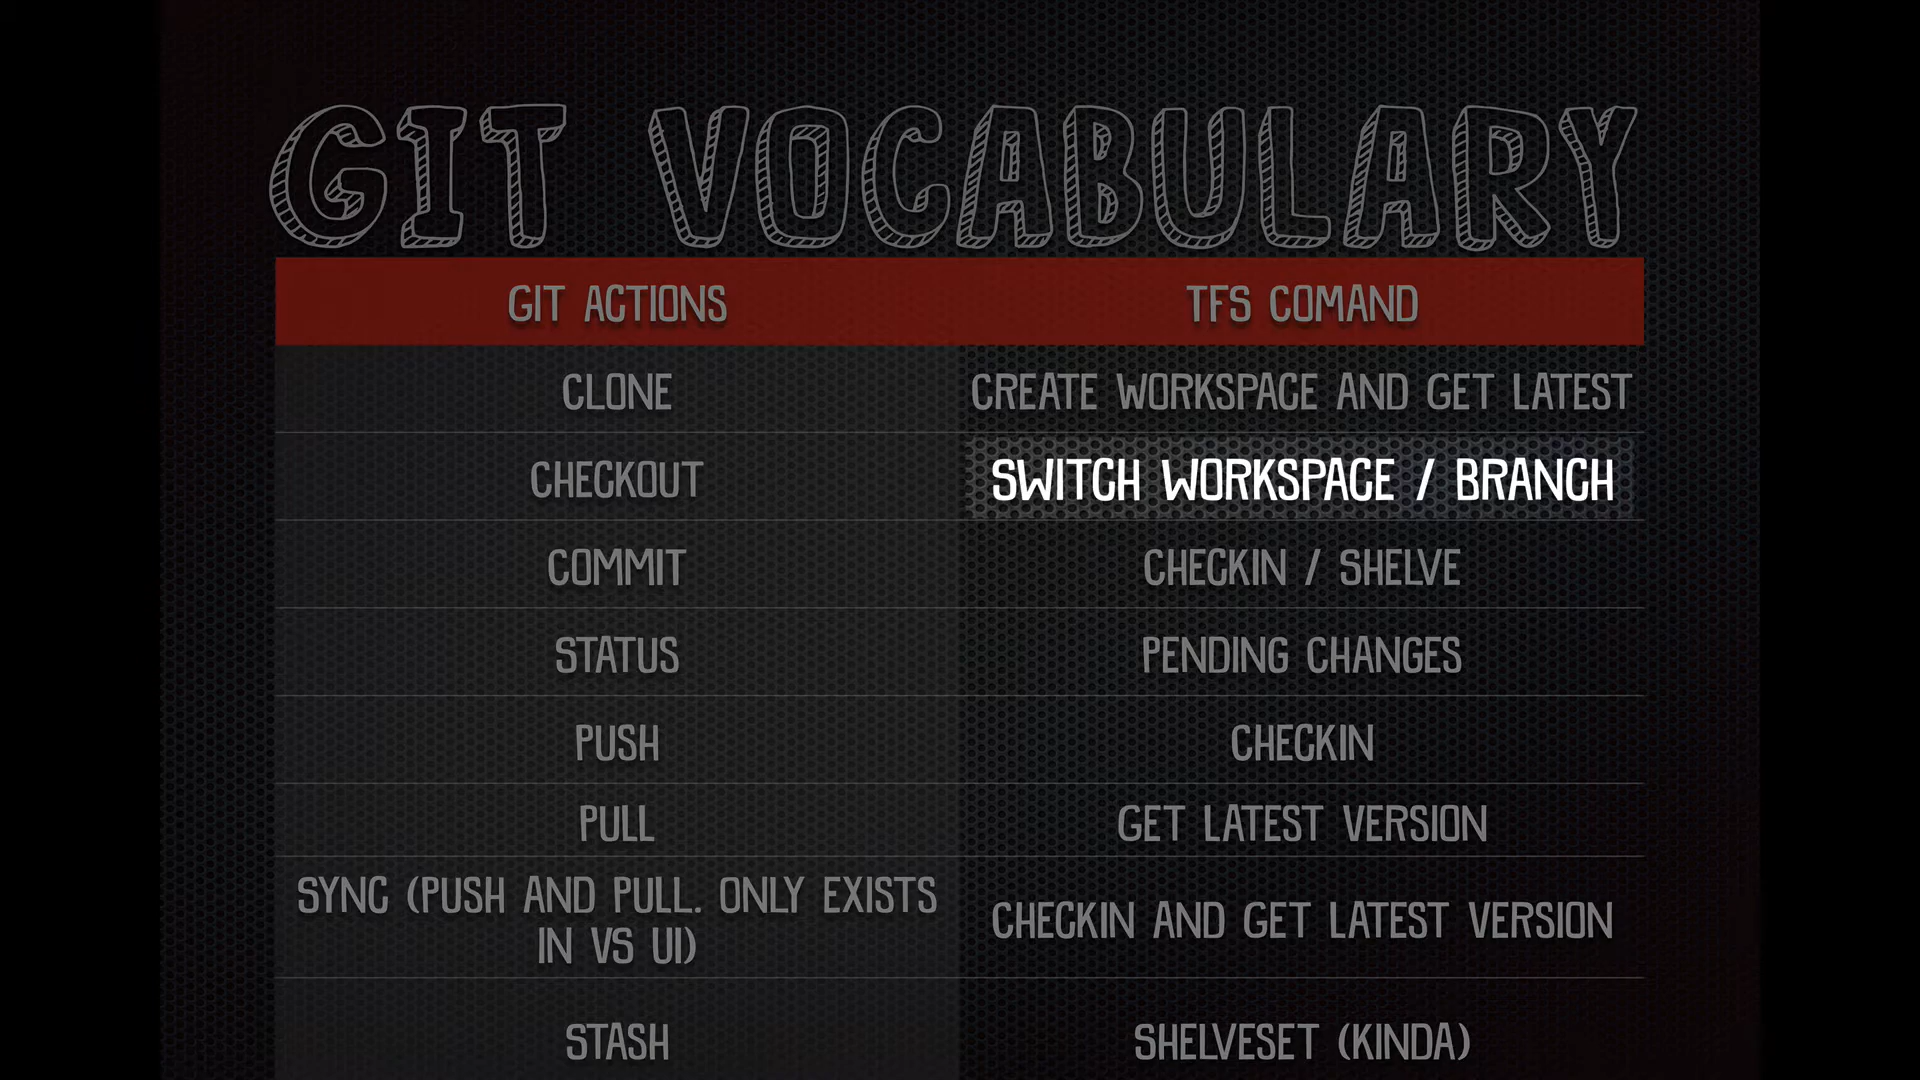 GIT VOCABULARY
GIT ACTIONS TFS COMAND
CLONE CREATE WORKSPACE AND GET LATEST
CHECKOUT SWITCH WORKSPACE / BRANCH
COMMIT CHECKIN / SHELVE
STATUS PENDING CHANGES
PUSH CHECKIN
PULL GET LATEST VERSION
SYNC (PUSH AND PULL. ONLY EXISTS
IN VS UI)
CHECKIN AND GET LATEST VERSION
STASH SHELVESET (KINDA)